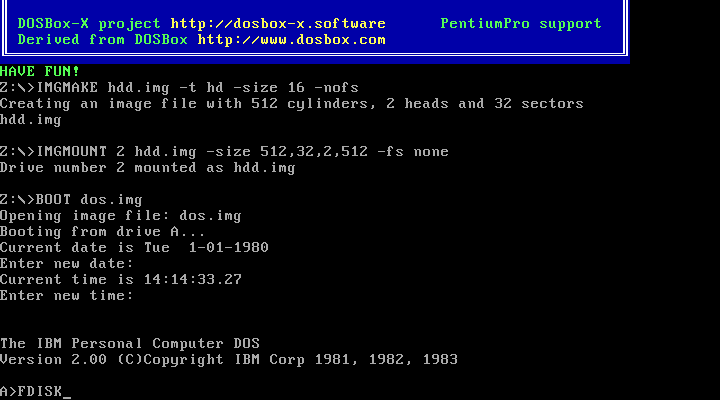 DOSBox-X project http://dosbox-x.software PentiumPro support
Derived from DOSBox http://www.dosbox.com
HAVE FUN!
Z:\>IMGMAKE hdd.img -t hd -size 16 -nofs
Creating an image file with 512 cylinders, 2 heads and 32 sectors
hdd.img
Z:\>IMGMOUNT 2 hdd.img -size 512,32,2,512 -fs none
Drive number 2 mounted as hdd.img
Z:\>BOOT dos.img
Opening image file: dos.img
Booting from drive A...
Current date is Tue  1-01-1980
Enter new date:
Current time is 14:14:33.27
Enter new time:
The IBM Personal Computer DOS
Version 2.00 (C)Copyright IBM Corp 1981, 1982, 1983
A>FDISK_